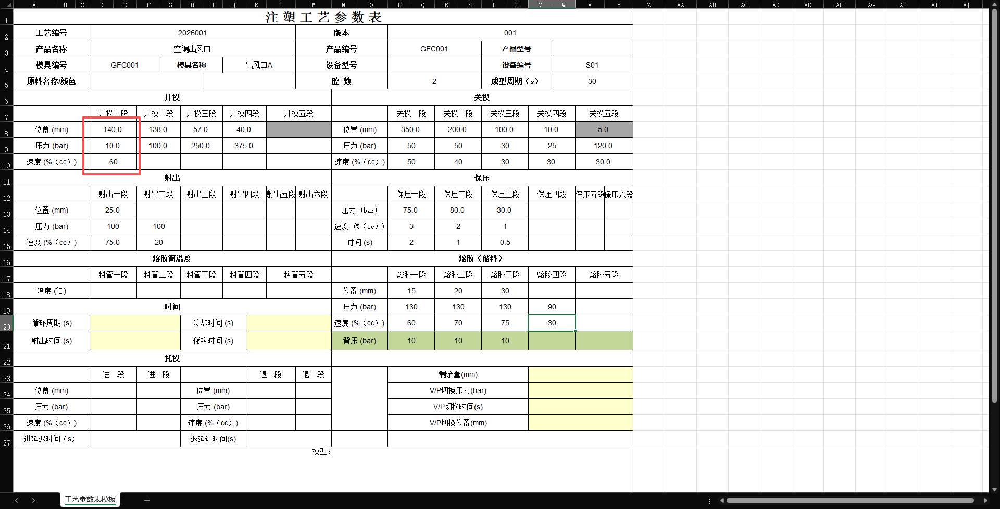 A B C D E F G H I J K L M N O P Q R S T U V W X Y Z AA AB AC AD AE AF AG AH AI AJ
1 注塑工艺参数表
2 工艺编号 2026001 版本 001
3 产品名称 空调出风口 产品编号 GFC001 产品型号
4 模具编号 GFC001 模具名称 出风口A 设备型号 设备编号 S01
5 原料名称/颜色 腔 数 2 成型周期（s） 30
6 开模 关模
7 开模一段 开模二段 开模三段 开模四段 开模五段 关模一段 关模二段 关模三段 关模四段 关模五段
8 位置 (mm) 140.0 138.0 57.0 40.0 位置 (mm) 350.0 200.0 100.0 10.0 5.0
9 压力 (bar) 10.0 100.0 250.0 375.0 压力 (bar) 50 50 30 25 120.0
10 速度 (%（cc）) 60 速度 (%（cc）) 50 40 30 30 30.0
11 射出 保压
12 射出一段 射出二段 射出三段 射出四段 射出五段 射出六段 保压一段 保压二段 保压三段 保压四段 保压五段 保压六段
13 位置 (mm) 25.0 压力（bar） 75.0 80.0 30.0
14 压力 (bar) 100 100 速度（%（cc）) 3 2 1
15 速度 (%（cc）) 75.0 20 时间 (s) 2 1 0.5
16 熔胶筒温度 熔胶（储料）
17 料管一段 料管二段 料管三段 料管四段 料管五段 熔胶一段 熔胶二段 熔胶三段 熔胶四段 熔胶五段
18 温度 (℃) 位置 (mm) 15 20 30
19 时间 压力 (bar) 130 130 130 90
20 循环周期 (s) 冷却时间 (s) 速度 (%（cc）) 60 70 75 30
21 射出时间 (s) 储料时间 (s) 背压 (bar) 10 10 10
22 托模
23 进一段 进二段 退一段 退二段 剩余量(mm)
24 位置 (mm) 位置 (mm) V/P切换压力(bar)
25 压力 (bar) 压力 (bar) V/P切换时间(s)
26 速度 (%（cc）) 速度 (%（cc）) V/P切换位置(mm)
27 进延迟时间（s） 退延迟时间(s)
模型：
工艺参数表模板